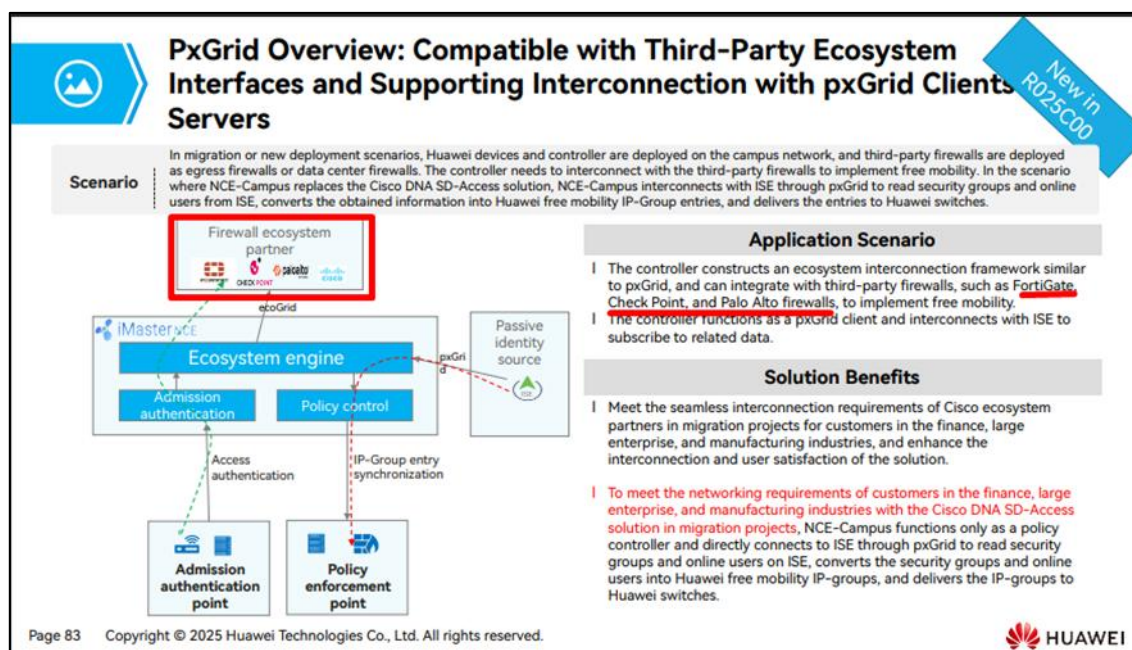 PxGrid Overview: Compatible with Third-Party Ecosystem
Interfaces and Supporting Interconnection with pxGrid Clients
Servers
New in
R025C00
Scenario
In migration or new deployment scenarios, Huawei devices and controller are deployed on the campus network, and third-party firewalls are deployed
as egress firewalls or data center firewalls. The controller needs to interconnect with the third-party firewalls to implement free mobility. In the scenario
where NCE-Campus replaces the Cisco DNA SD-Access solution, NCE-Campus interconnects with ISE through pxGrid to read security groups and online
users from ISE, converts the obtained information into Huawei free mobility IP-Group entries, and delivers the entries to Huawei switches.
Firewall ecosystem
partner
CHECK POINT
paloalto
CISCO
ecoGrid
iMaster NCE
Ecosystem engine
Admission
authentication
Policy control
pxGri
d
Passive
identity
source
ISE
Access
authentication
IP-Group entry
synchronization
Admission
authentication
point
Policy
enforcement
point
Application Scenario
The controller constructs an ecosystem interconnection framework similar
to pxGrid, and can integrate with third-party firewalls, such as FortiGate,
Check Point, and Palo Alto firewalls, to implement free mobility.
The controller functions as a pxGrid client and interconnects with ISE to
subscribe to related data.
Solution Benefits
Meet the seamless interconnection requirements of Cisco ecosystem
partners in migration projects for customers in the finance, large
enterprise, and manufacturing industries, and enhance the
interconnection and user satisfaction of the solution.
To meet the networking requirements of customers in the finance, large
enterprise, and manufacturing industries with the Cisco DNA SD-Access
solution in migration projects, NCE-Campus functions only as a policy
controller and directly connects to ISE through pxGrid to read security
groups and online users on ISE, converts the security groups and online
users into Huawei free mobility IP-groups, and delivers the IP-groups to
Huawei switches.
Page 83 Copyright © 2025 Huawei Technologies Co., Ltd. All rights reserved.
HUAWEI